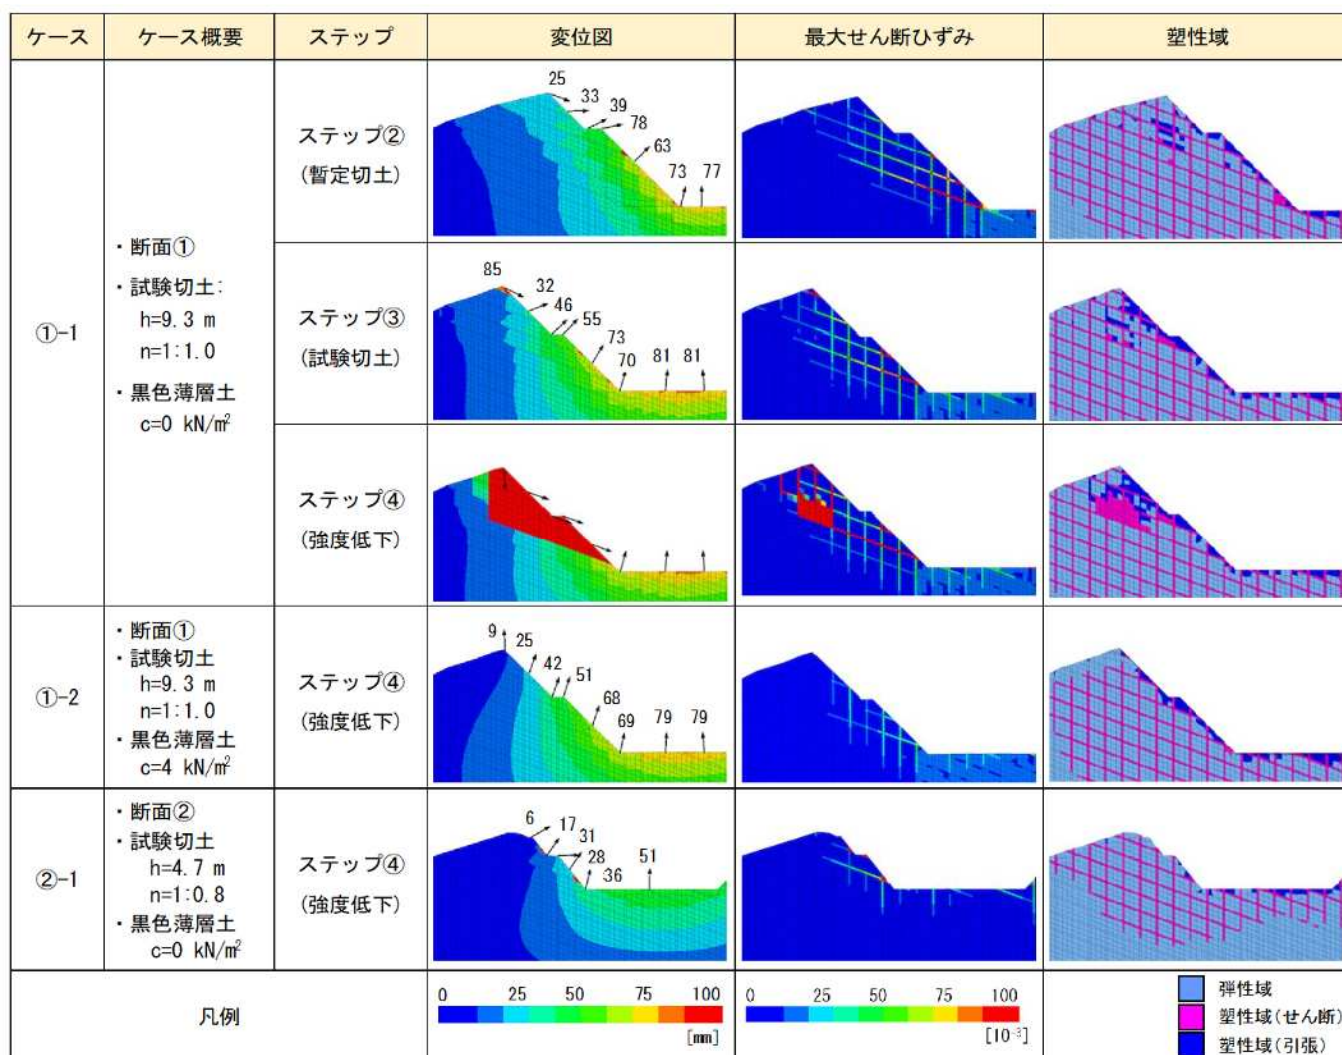 ケース ケース概要 ステップ 変位図 最大せん断ひずみ 塑性域
①-1
・断面①
・試験切土:
h=9.3 m
n=1:1.0
・黒色薄層土
c=0 kN/㎡
ステップ②
(暫定切土)
25
33
39
78
63
73 77
ステップ③
(試験切土)
85
32
46
55
73
70 81 81
ステップ④
(強度低下)
①-2
・断面①
・試験切土
h=9.3 m
n=1:1.0
・黒色薄層土
c=4 kN/㎡
ステップ④
(強度低下)
9
25
42
51
68
69 79 79
②-1
・断面②
・試験切土
h=4.7 m
n=1:0.8
・黒色薄層土
c=0 kN/㎡
ステップ④
(強度低下)
6
17
31
28
36
51
凡例
0 25 50 75 100
[mm]
0 25 50 75 100
[10⁻³]
弾性域
塑性域(せん断)
塑性域(引張)